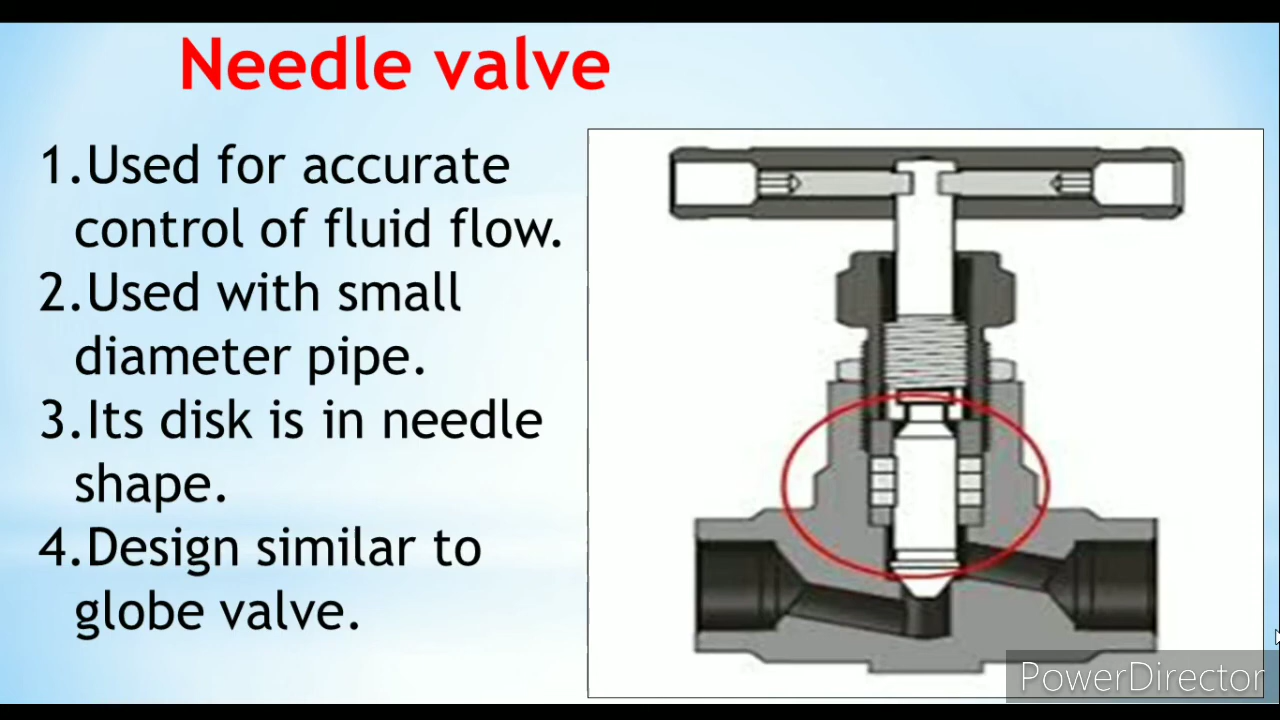 Needle valve
1.Used for accurate
control of fluid flow.
2.Used with small
diameter pipe.
3.Its disk is in needle
shape.
4.Design similar to
globe valve.
PowerDirector